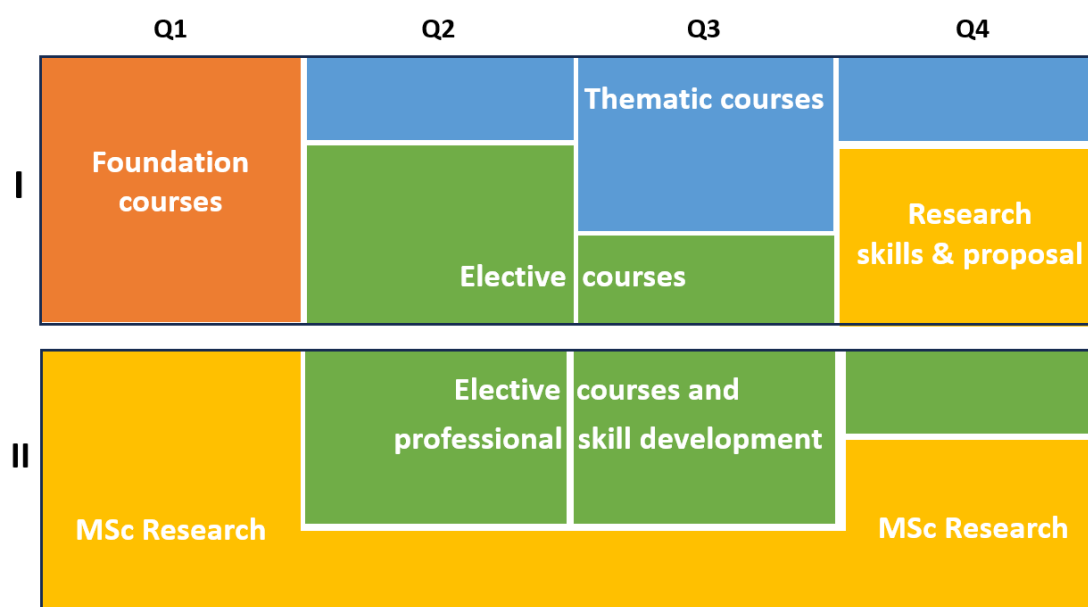 Q1 Q2 Q3 Q4
I
Foundation
courses
Thematic courses
Elective courses
Research
skills & proposal
II
MSc Research
Elective courses and
professional skill development
MSc Research